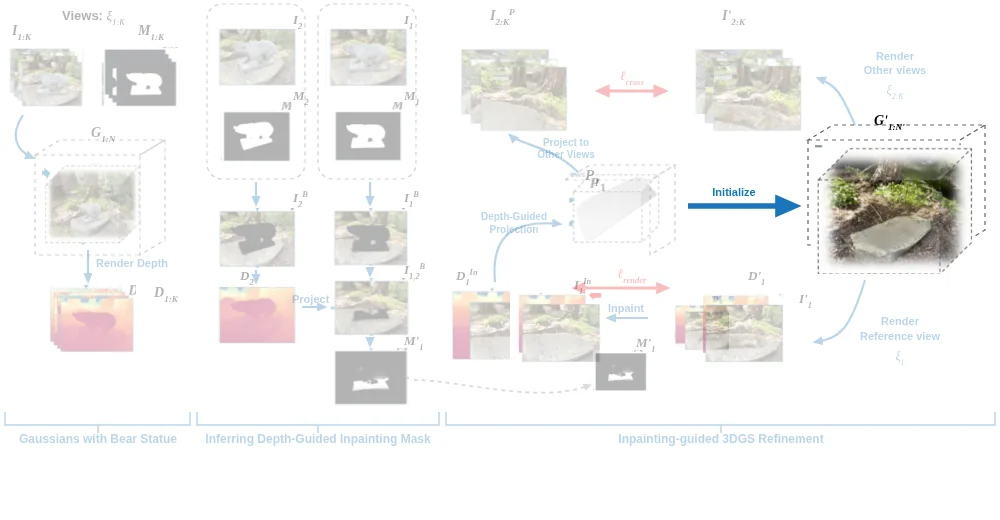 Views: ξ1:K
I1:K
M1:K
G1:N
Render Depth
D
D1:K
I2
I1
M2
M
M1
M
I2B
I1B
D2
Project
I1,2B
M'1
I2:KP
ℓcross
I'2:K
Render
Other views
ξ2:K
G'1:N
Project to
Other Views
P1
Initialize
Depth-Guided
Projection
D1In
I1In
ℓrender
Inpaint
M'1
D'1
I'1
Render
Reference view
ξ1
Gaussians with Bear Statue
Inferring Depth-Guided Inpainting Mask
Inpainting-guided 3DGS Refinement